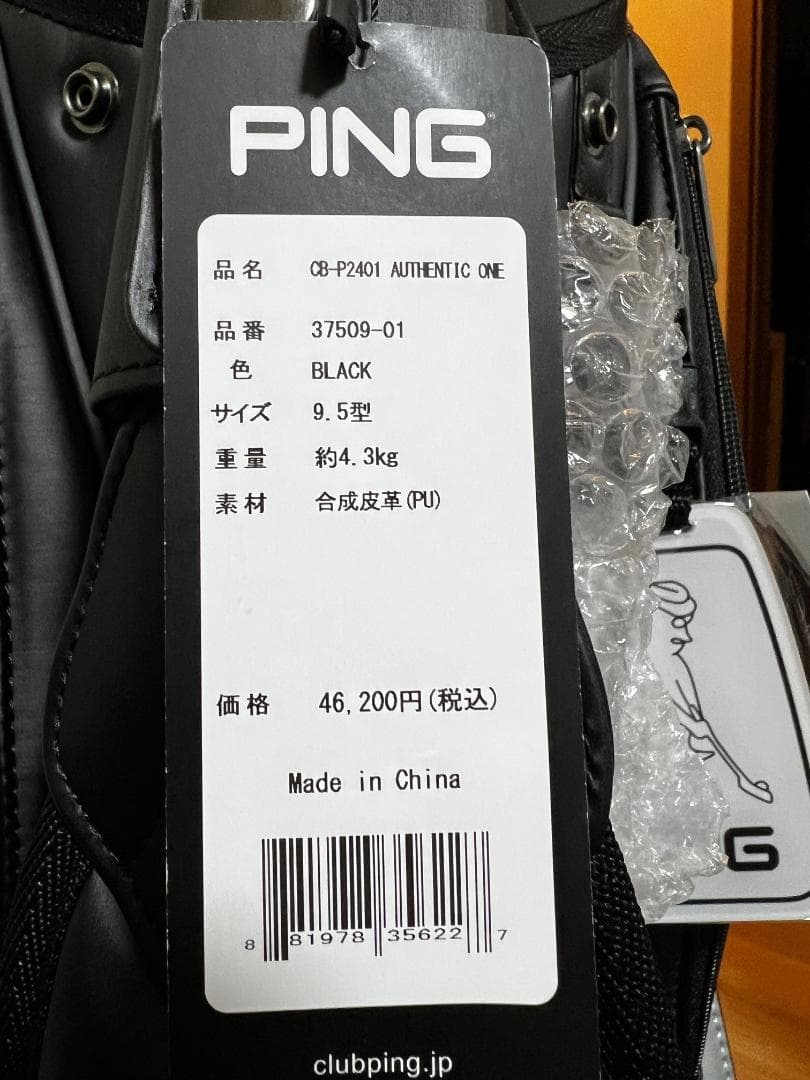 PING
品名 CB-P2401 AUTHENTIC ONE
品番 37509-01
色 BLACK
サイズ 9.5型
重量 約4.3kg
素材 合成皮革(PU)
価格 46,200円(税込)
Made in China
8 81978 35622 7
clubping.jp
G